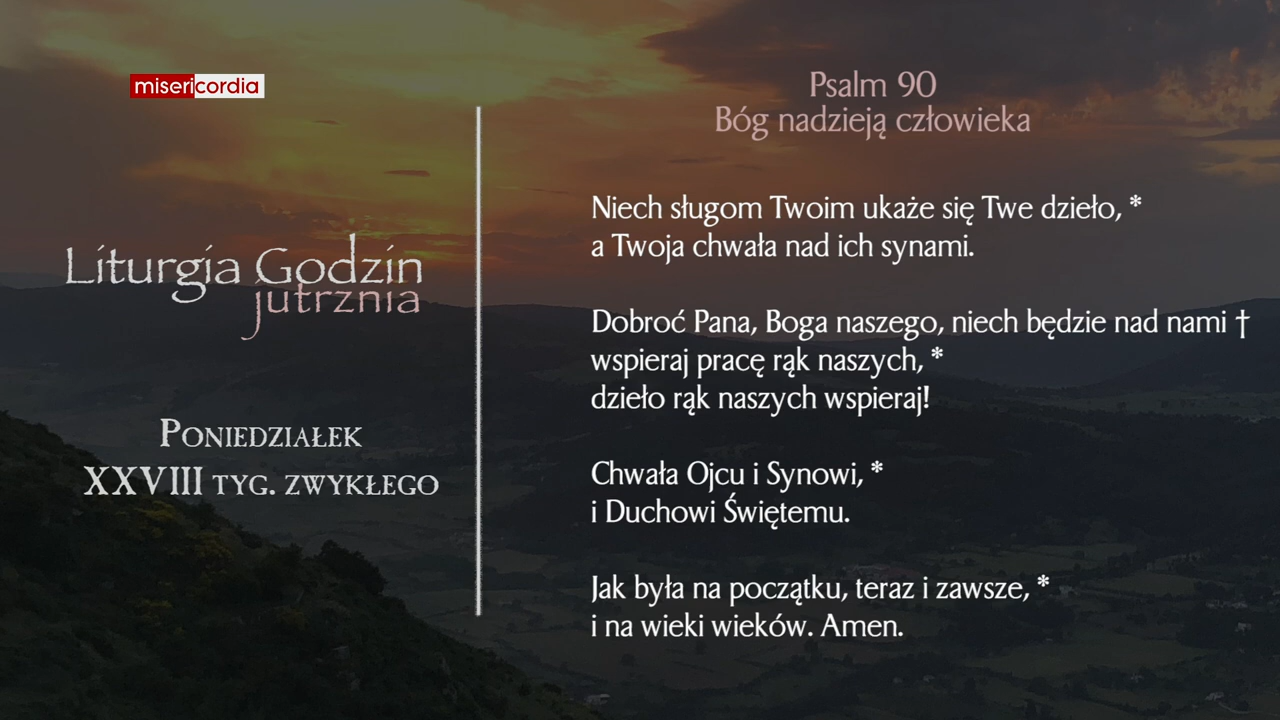 misericordia
Liturgia Godzin
jutrznia
Poniedziałek
XXVIII tyg. zwykłego
Psalm 90
Bóg nadzieją człowieka
Niech sługom Twoim ukaże się Twe dzieło, *
a Twoja chwała nad ich synami.
Dobroć Pana, Boga naszego, niech będzie nad nami †
wspieraj pracę rąk naszych, *
dzieło rąk naszych wspieraj!
Chwała Ojcu i Synowi, *
i Duchowi Świętemu.
Jak była na początku, teraz i zawsze, *
i na wieki wieków. Amen.